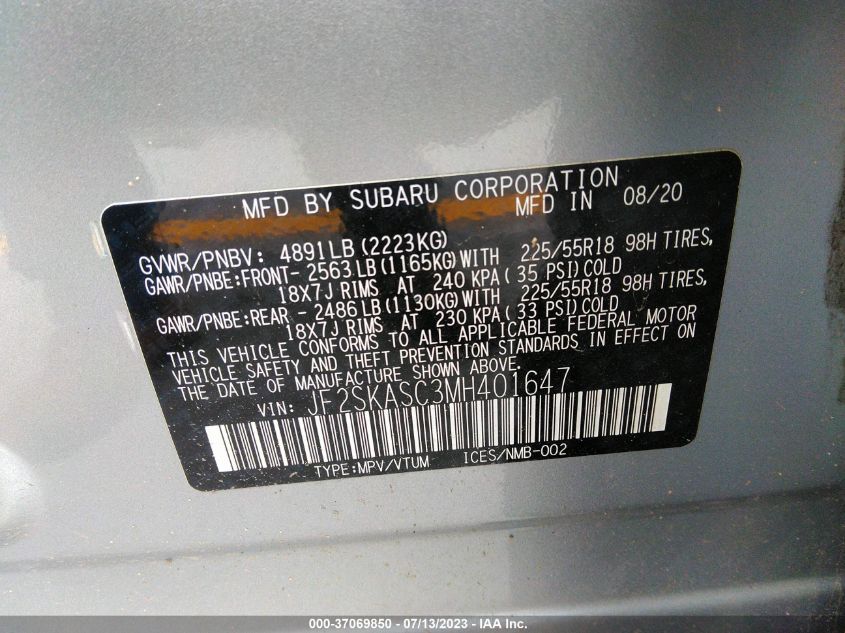 MFD BY SUBARU CORPORATION
MFD IN 08/20
GVWR/PNBV: 4891LB(2223KG)
GAWR/PNBE:FRONT- 2563LB(1165KG)WITH 225/55R18 98H TIRES,
18X7J RIMS AT 240 KPA( 35 PSI)COLD
GAWR/PNBE:REAR - 2486LB(1130KG)WITH 225/55R18 98H TIRES,
18X7J RIMS AT 230 KPA( 33 PSI)COLD
THIS VEHICLE CONFORMS TO ALL APPLICABLE FEDERAL MOTOR
VEHICLE SAFETY AND THEFT PREVENTION STANDARDS IN EFFECT ON
THE DATE OF MANUFACTURE SHOWN ABOVE.
VIN: JF2SKASC3MH401647
TYPE:MPV/VTUM ICES/NMB-002
000-37069850 - 07/13/2023 - IAA Inc.